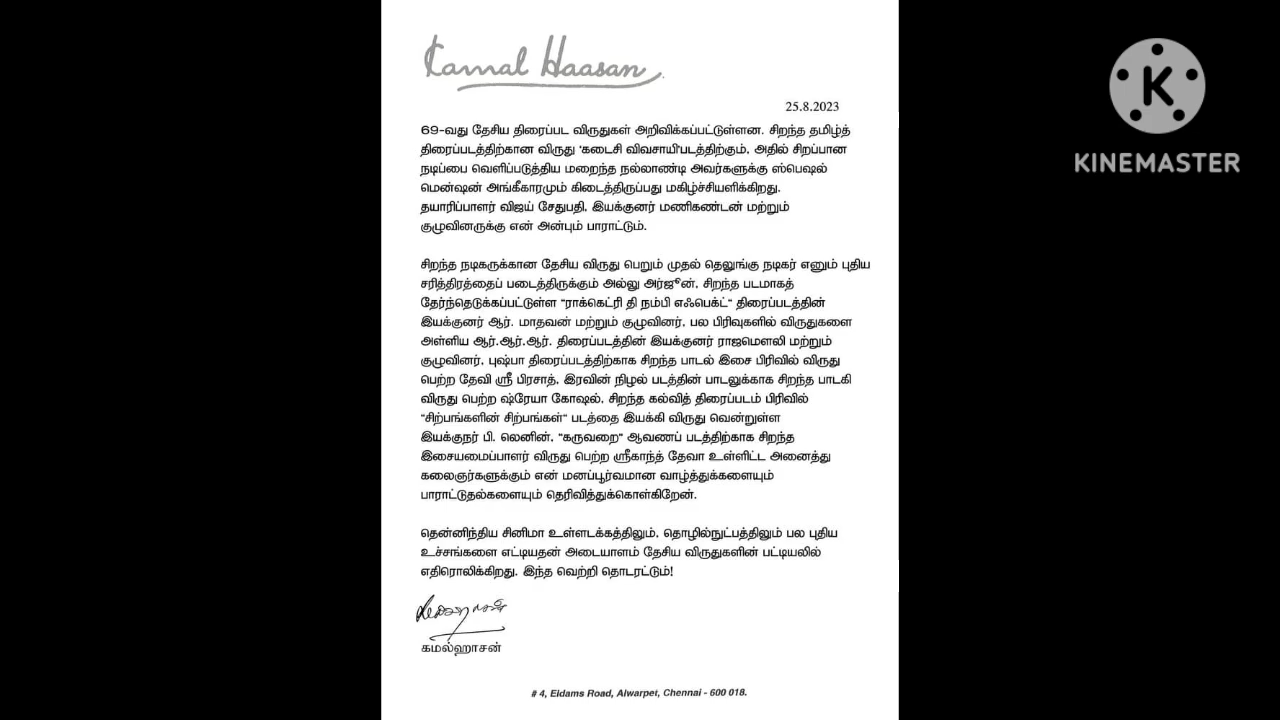 Kamal Haasan
25.8.2023
69-வது தேசிய திரைப்பட விருதுகள் அறிவிக்கப்பட்டுள்ளன. சிறந்த தமிழ்த்
திரைப்படத்திற்கான விருது ‘கடைசி விவசாயி’படத்திற்கும், அதில் சிறப்பான
நடிப்பை வெளிப்படுத்திய மறைந்த நல்லாண்டி அவர்களுக்கு ஸ்பெஷல்
மென்ஷன் அங்கீகாரமும் கிடைத்திருப்பது மகிழ்ச்சியளிக்கிறது.
தயாரிப்பாளர் விஜய் சேதுபதி, இயக்குனர் மணிகண்டன் மற்றும்
குழுவினருக்கு என் அன்பும் பாராட்டும்.
சிறந்த நடிகருக்கான தேசிய விருது பெறும் முதல் தெலுங்கு நடிகர் எனும் புதிய
சரித்திரத்தைப் படைத்திருக்கும் அல்லு அர்ஜூன், சிறந்த படமாகத்
தேர்ந்தெடுக்கப்பட்டுள்ள “ராக்கெட்ரி தி நம்பி எஃபெக்ட்“ திரைப்படத்தின்
இயக்குனர் ஆர். மாதவன் மற்றும் குழுவினர், பல பிரிவுகளில் விருதுகளை
அள்ளிய ஆர்.ஆர்.ஆர். திரைப்படத்தின் இயக்குனர் ராஜமௌலி மற்றும்
குழுவினர், புஷ்பா திரைப்படத்திற்காக சிறந்த பாடல் இசை பிரிவில் விருது
பெற்ற தேவி ஸ்ரீ பிரசாத், இரவின் நிழல் படத்தின் பாடலுக்காக சிறந்த பாடகி
விருது பெற்ற ஷ்ரேயா கோஷல், சிறந்த கல்வித் திரைப்படம் பிரிவில்
“சிற்பங்களின் சிற்பங்கள்“ படத்தை இயக்கி விருது வென்றுள்ள
இயக்குநர் பி. லெனின், “கருவறை” ஆவணப் படத்திற்காக சிறந்த
இசையமைப்பாளர் விருது பெற்ற ஸ்ரீகாந்த் தேவா உள்ளிட்ட அனைத்து
கலைஞர்களுக்கும் என் மனப்பூர்வமான வாழ்த்துக்களையும்
பாராட்டுதல்களையும் தெரிவித்துக்கொள்கிறேன்.
தென்னிந்திய சினிமா உள்ளடக்கத்திலும், தொழில்நுட்பத்திலும் பல புதிய
உச்சங்களை எட்டியதன் அடையாளம் தேசிய விருதுகளின் பட்டியலில்
எதிரொலிக்கிறது. இந்த வெற்றி தொடரட்டும்!
கமல்ஹாசன்
# 4, Eldams Road, Alwarpet, Chennai - 600 018.
K
KINEMASTER